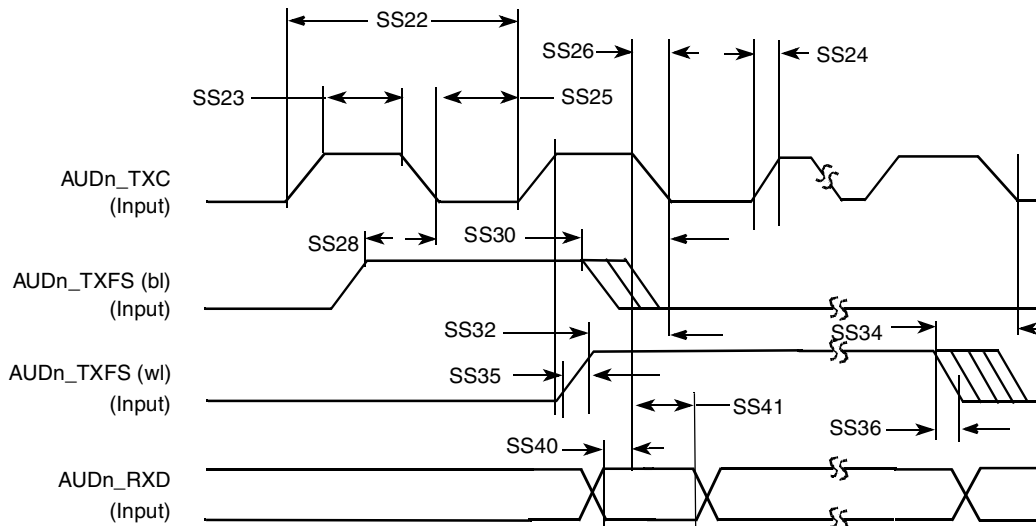 SS22
SS26
SS24
SS23
SS25
AUDn_TXC
(Input)
SS28
SS30
AUDn_TXFS (bl)
(Input)
SS32
SS34
AUDn_TXFS (wl)
(Input)
SS35
SS41
SS36
SS40
AUDn_RXD
(Input)